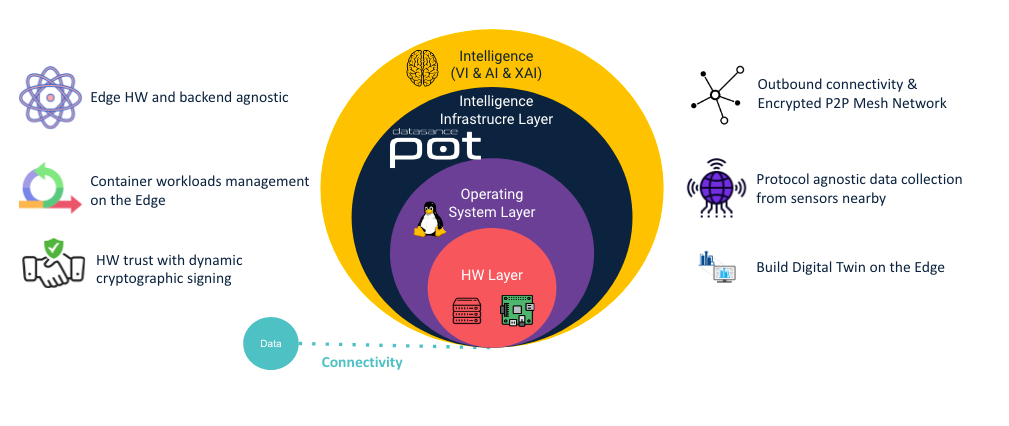 Intelligence
(VI & AI & XAI)
Intelligence
Infrastrucre Layer
datasance
pot
Operating
System Layer
HW Layer
Edge HW and backend agnostic
Container workloads management
on the Edge
HW trust with dynamic
cryptographic signing
Outbound connectivity &
Encrypted P2P Mesh Network
Protocol agnostic data collection
from sensors nearby
Build Digital Twin on the Edge
Data
Connectivity